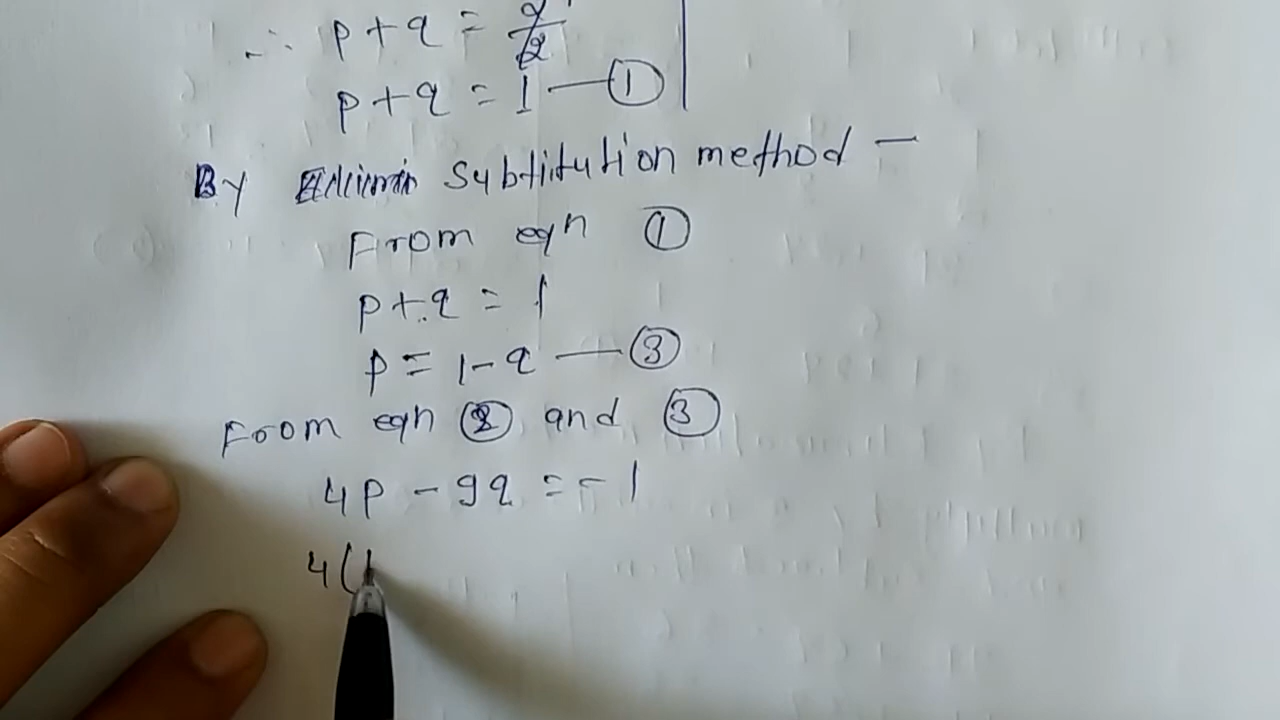 ∴ p + q = 2/2
p + q = 1 — ①
By Subtitution method —
From eqn ①
p + q = 1
p = 1 - q — ③
From eqn ② and ③
4p - 9q = -1
4(1